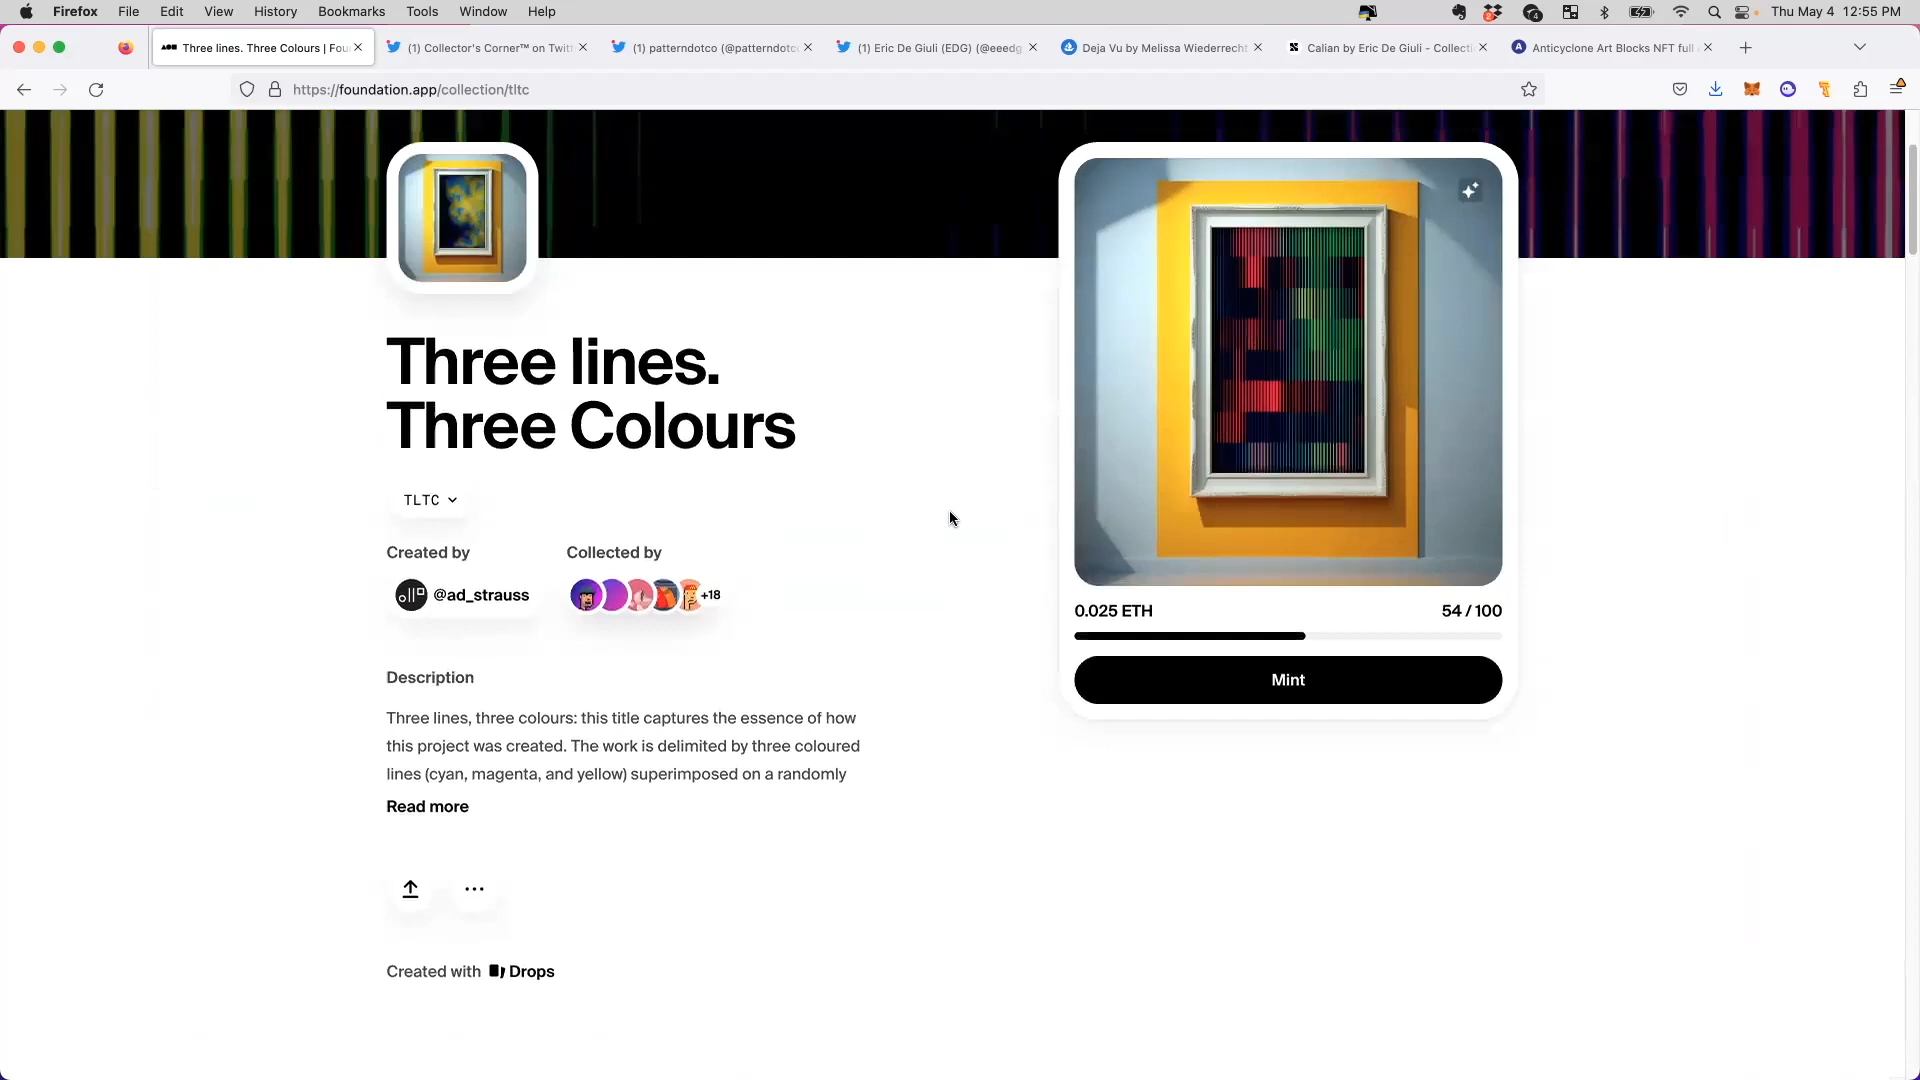 Firefox File Edit View History Bookmarks Tools Window Help
Thu May 4 12:55 PM
Three lines. Three Colours | Fou
(1) Collector's Corner™ on Twit
(1) patterndotco (@patterndotc
(1) Eric De Giuli (EDG) (@eeedg
Deja Vu by Melissa Wiederrecht
Calian by Eric De Giuli - Collecti
Anticyclone Art Blocks NFT full
https://foundation.app/collection/tltc
Three lines.
Three Colours
TLTC
Created by
Collected by
@ad_strauss
+18
Description
Three lines, three colours: this title captures the essence of how
this project was created. The work is delimited by three coloured
lines (cyan, magenta, and yellow) superimposed on a randomly
Read more
Created with Drops
0.025 ETH
54 / 100
Mint